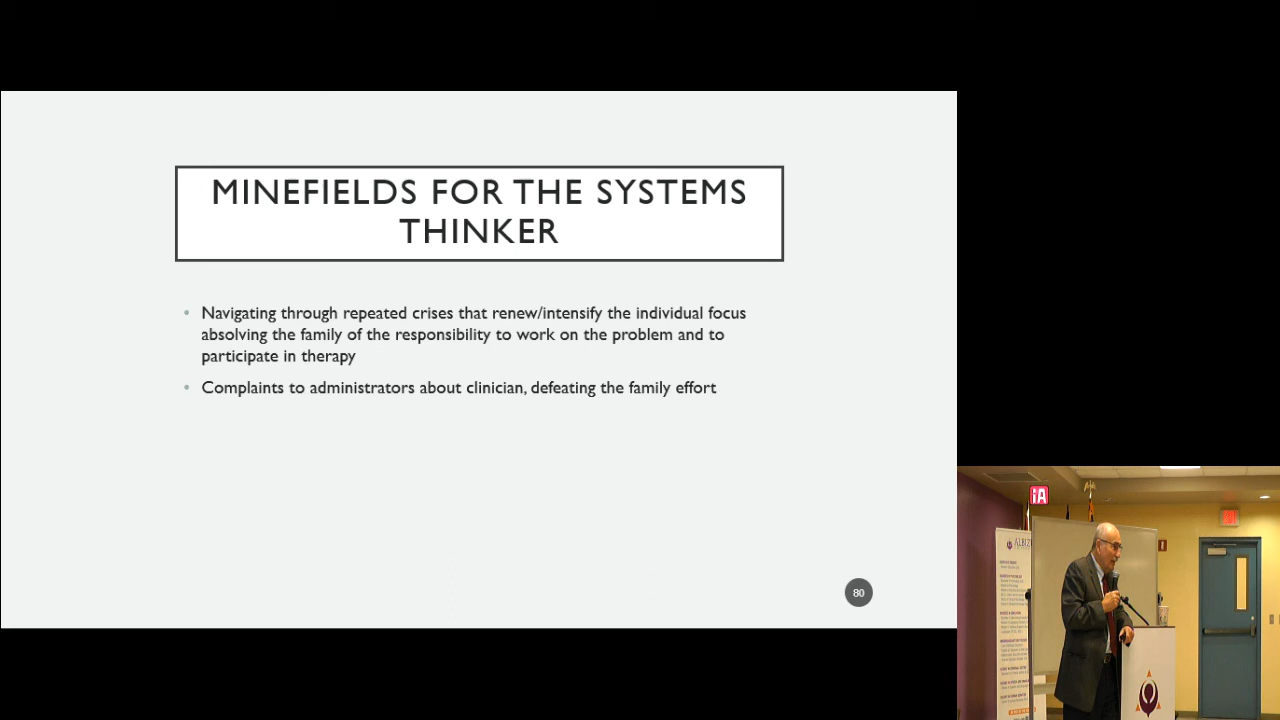 MINEFIELDS FOR THE SYSTEMS
THINKER
• Navigating through repeated crises that renew/intensify the individual focus
absolving the family of the responsibility to work on the problem and to
participate in therapy
• Complaints to administrators about clinician, defeating the family effort
80
iA
ALBIZ